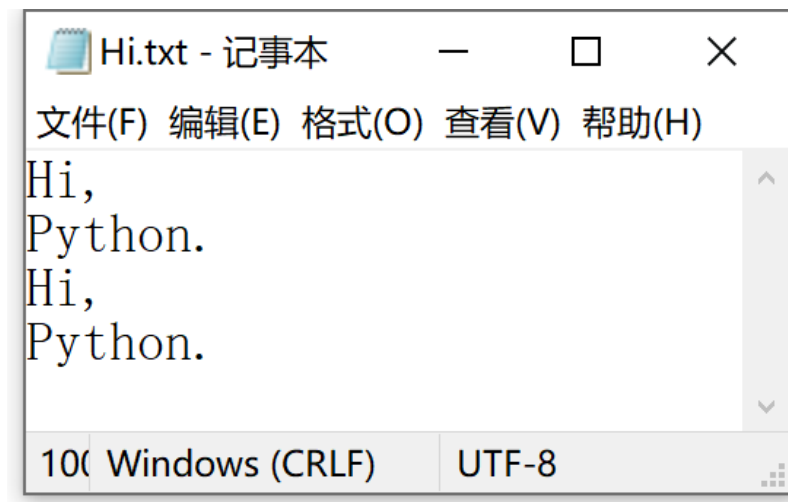 Hi.txt - 记事本
文件(F) 编辑(E) 格式(O) 查看(V) 帮助(H)
Hi,
Python.
Hi,
Python.
Windows (CRLF) UTF-8